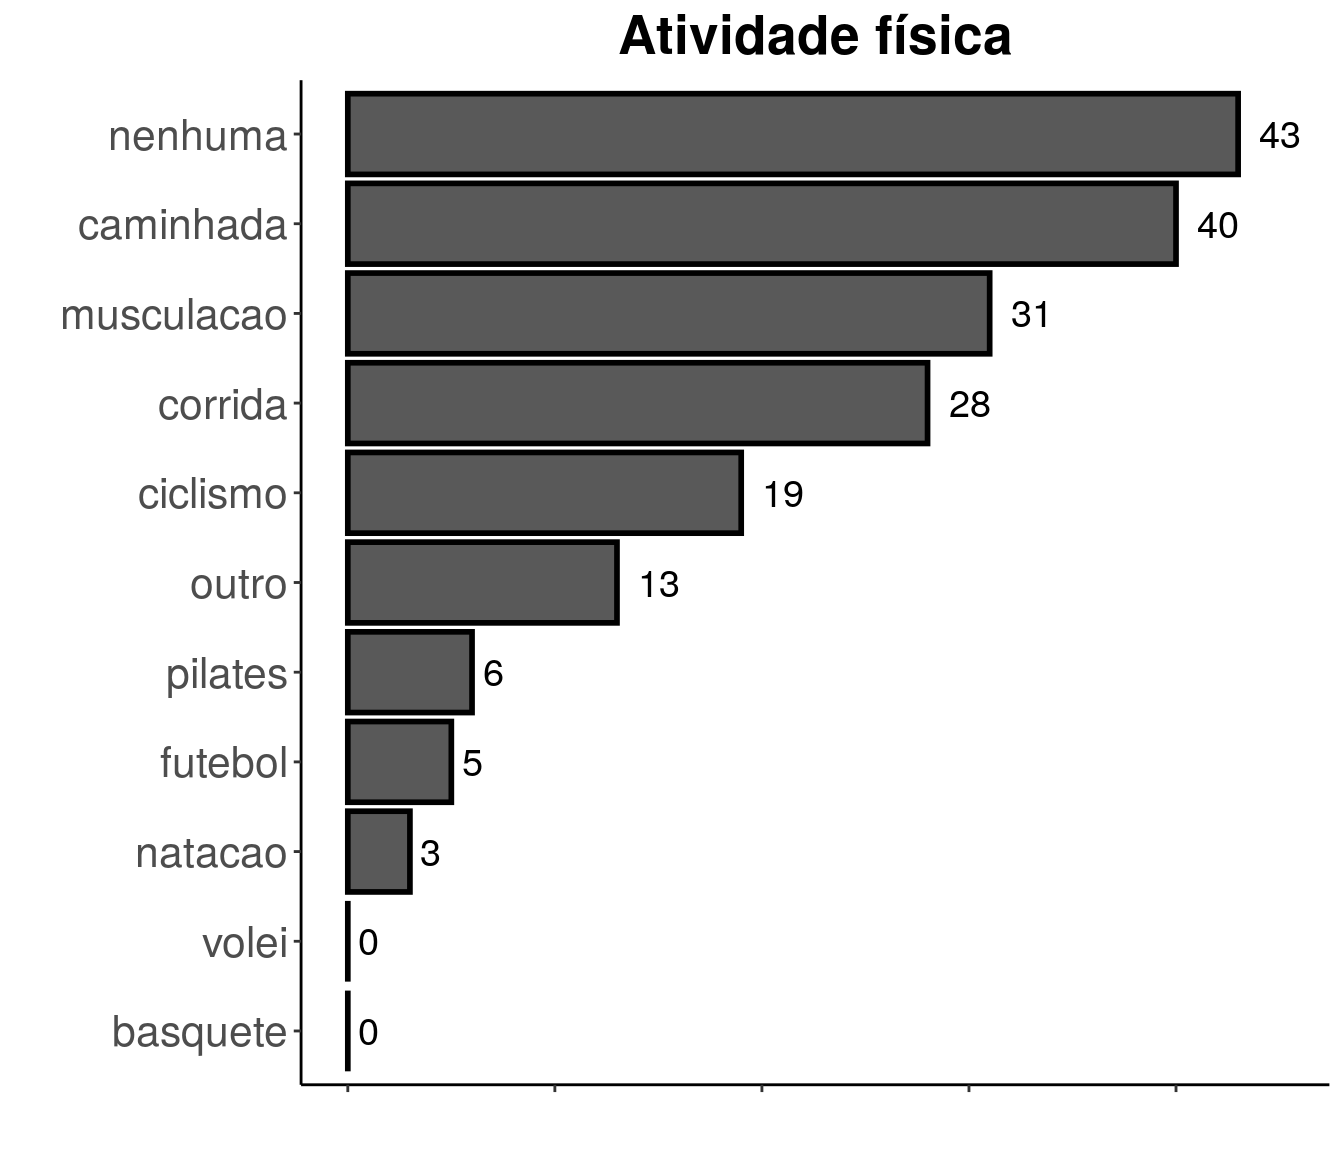 Atividade física
nenhuma 43
caminhada 40
musculacao 31
corrida 28
ciclismo 19
outro 13
pilates 6
futebol 5
natacao 3
volei 0
basquete 0